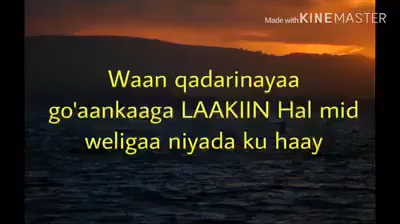 Made with KINEMASTER
Waan qadarinayaa
go'aankaaga LAAKIIN Hal mid
weligaa niyada ku haay